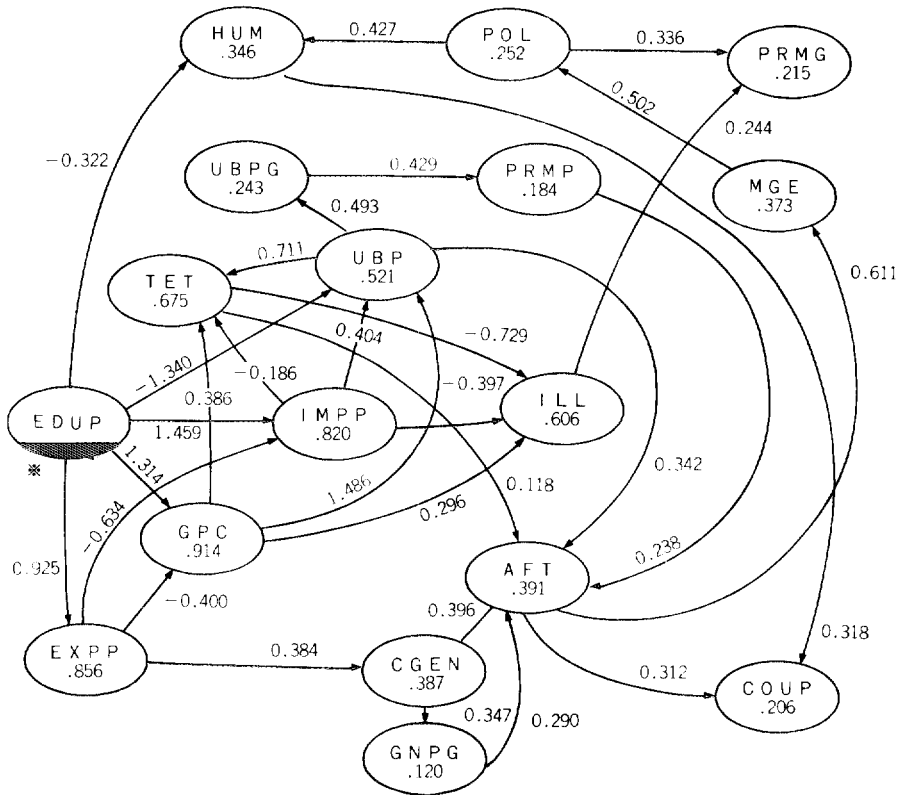 HUM
.346
0.427
POL
.252
0.336
PRMG
.215
0.502
0.244
-0.322
UBPG
.243
0.429
PRMP
.184
MGE
.373
0.493
0.711
UBP
.521
0.611
TET
.675
0.404
-0.729
-1.340
-0.186
0.386
-0.397
ILL
.606
EDUP
※
1.459
IMPP
.820
1.314
-0.634
1.486
0.296
0.118
0.342
GPC
.914
0.238
0.925
-0.400
AFT
.391
0.396
0.318
EXPP
.856
0.384
CGEN
.387
0.312
COUP
.206
0.347
0.290
GNPG
.120